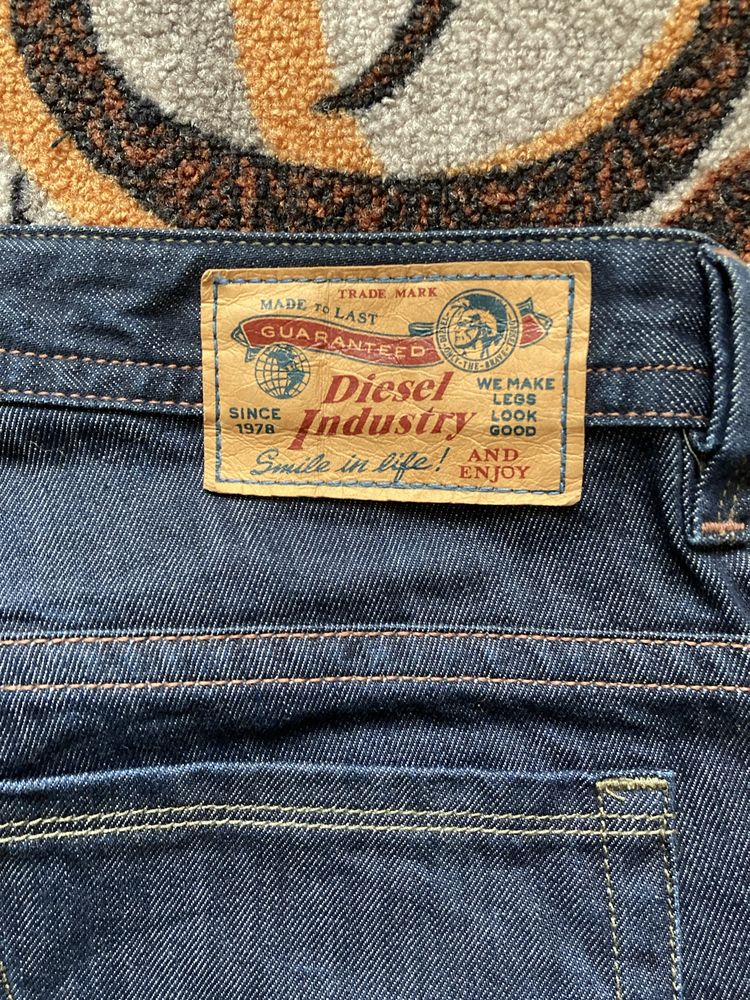 TRADE MARK
MADE TO LAST
GUARANTEED
Diesel
Industry
SINCE
1978
WE MAKE
LEGS
LOOK
GOOD
Smile in life!
AND
ENJOY